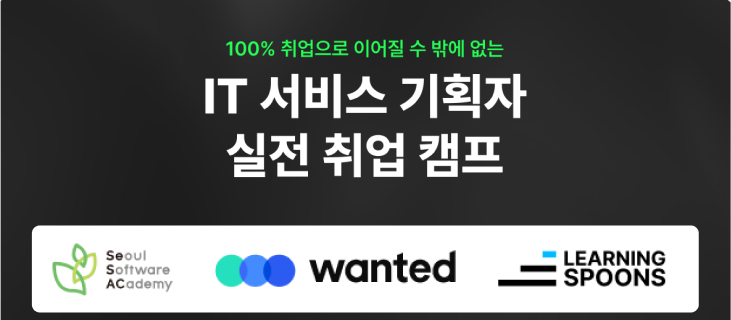 100% 취업으로 이어질 수 밖에 없는
IT 서비스 기획자
실전 취업 캠프
Seoul
Software
ACademy
wanted
LEARNING
SPOONS